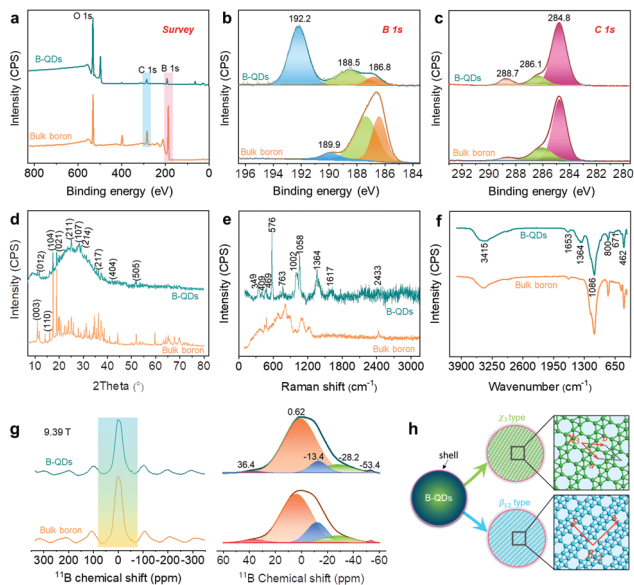 a
Survey
O 1s
C 1s
B 1s
B-QDs
Bulk boron
Intensity (CPS)
800 600 400 200 0
Binding energy (eV)
b
B 1s
192.2
188.5
186.8
B-QDs
189.9
Bulk boron
Intensity (CPS)
196 194 192 190 188 186 184
Binding energy (eV)
c
C 1s
284.8
286.1
288.7
B-QDs
Bulk boron
Intensity (CPS)
292 289 286 283 280
Binding energy (eV)
d
(012)
(104)
(021)
(211)
(107)
(214)
(217)
(404)
(505)
B-QDs
(003)
(110)
Bulk boron
Intensity (CPS)
10 20 30 40 50 60 70 80
2Theta (°)
e
576
1058
1002
1364
349
409
469
763
1617
2433
B-QDs
Bulk boron
Intensity (CPS)
0 600 1200 1800 2400 3000
Raman shift (cm-1)
f
3415
1653
1364
1086
800
671
462
B-QDs
Bulk boron
Intensity (CPS)
3900 3250 2600 1950 1300 650
Wavenumber (cm-1)
g
9.39 T
B-QDs
Bulk boron
300 200 100 0 -100 -200 -300
11B Chemical shift (ppm)
0.62
36.4
-13.4
-28.2
-53.4
B-QDs
Bulk boron
60 40 20 0 -20 -40 -60
11B Chemical shift (ppm)
h
shell
B-QDs
χ3 type
β12 type